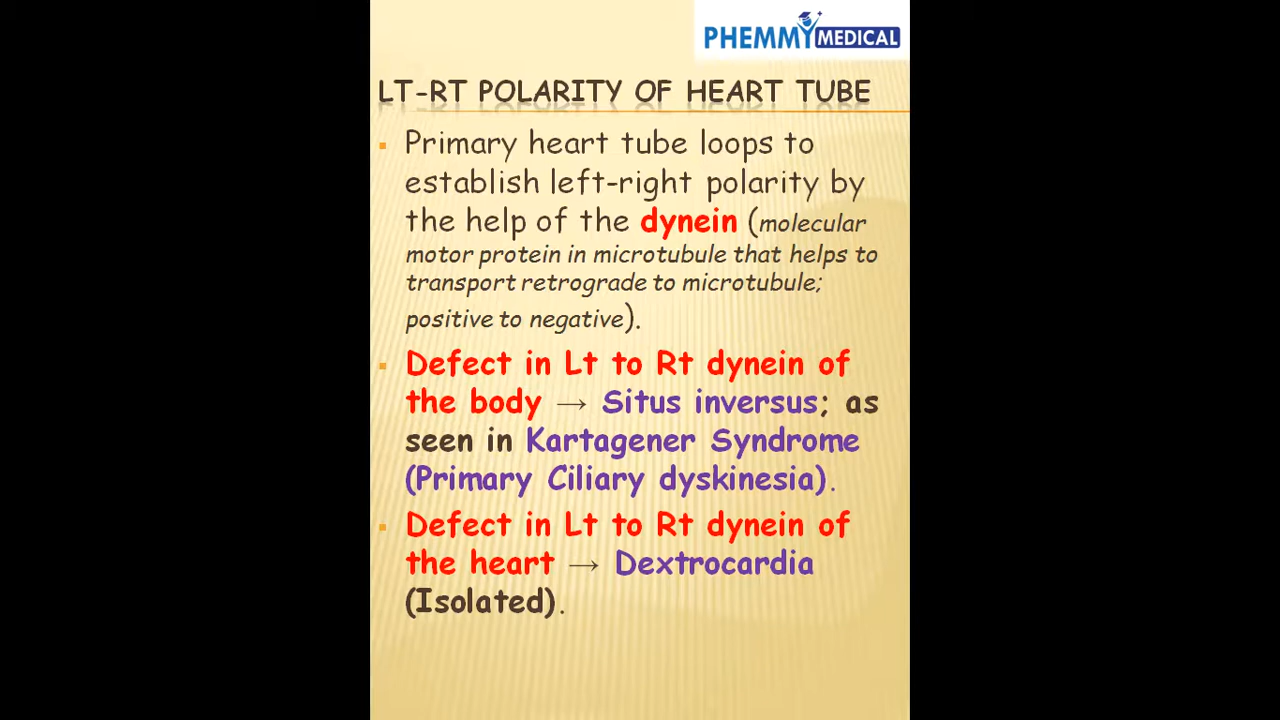 PHEMMY MEDICAL
LT-RT POLARITY OF HEART TUBE
▪ Primary heart tube loops to
establish left-right polarity by
the help of the dynein (molecular
motor protein in microtubule that helps to
transport retrograde to microtubule;
positive to negative).
▪ Defect in Lt to Rt dynein of
the body → Situs inversus; as
seen in Kartagener Syndrome
(Primary Ciliary dyskinesia).
▪ Defect in Lt to Rt dynein of
the heart → Dextrocardia
(Isolated).